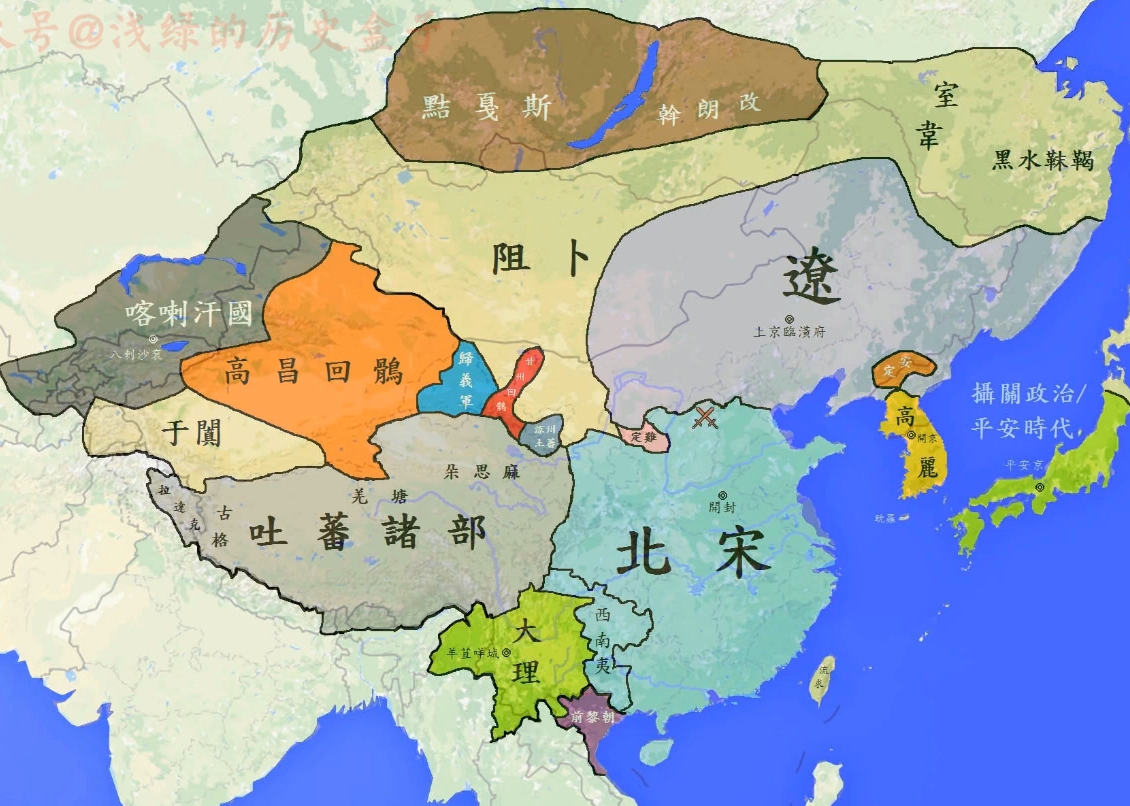 众号@浅绿的历史盒子
黠戛斯
斡朗改
室韋
黑水靺鞨
阻卜
遼
上京臨潢府
喀喇汗國
八剌沙袞
高昌回鶻
歸義軍
甘州回鶻
涼州土蕃
于闐
定難
定安
高麗
開京
攝關政治/
平安時代
平安京
耽羅
朵思麻
羌塘
拉達克
古格
吐蕃諸部
開封
北宋
西南夷
大理
羊苴咩城
前黎朝
流求